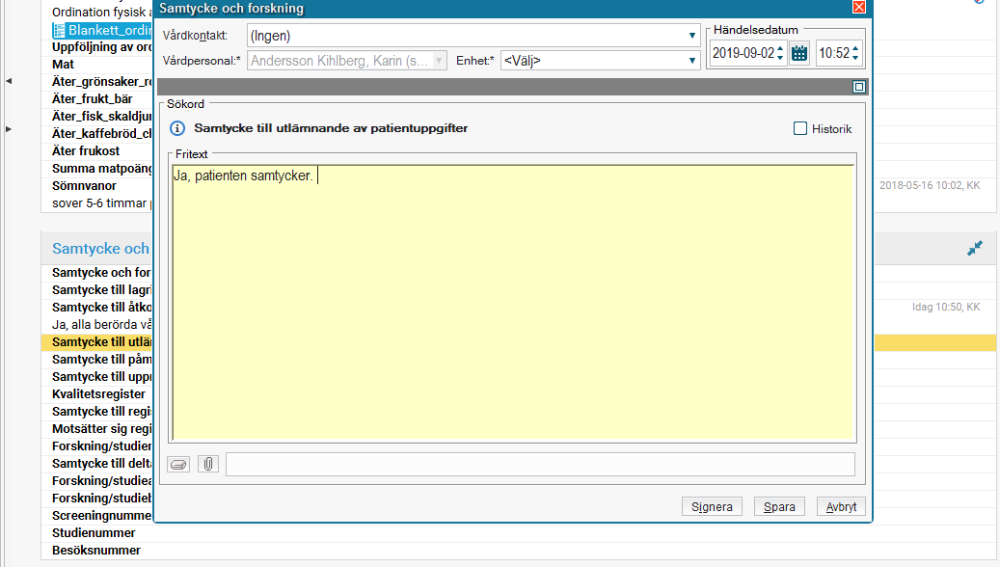 Samtycke och forskning
Ordination fysisk
Blankett_ordin
Uppföljning av ord
Mat
Äter_grönsaker_ro
Äter_frukt_bär
Äter_fisk_skaldjur
Äter_kaffebröd_ch
Äter frukost
Summa matpoäng
Sömnvanor
sover 5-6 timmar
2018-05-16 10:02, KK
Vårdkontakt:
(Ingen)
Vårdpersonal:*
Andersson Kihlberg, Karin (s...
Enhet:*
<Välj>
Händelsedatum
2019-09-02
10:52
Sökord
Samtycke till utlämnande av patientuppgifter
Historik
Fritext
Ja, patienten samtycker.
Signera
Spara
Avbryt
Samtycke och
Samtycke och for
Samtycke till lagri
Samtycke till åtko
Idag 10:50, KK
Ja, alla berörda vå
Samtycke till utläi
Samtycke till påm
Samtycke till uppr
Kvalitetsregister
Samtycke till regi
Motsätter sig regi
Forskning/studier
Samtycke till delt
Forskning/studiea
Forskning/studieb
Screeningnumme
Studienummer
Besöksnummer